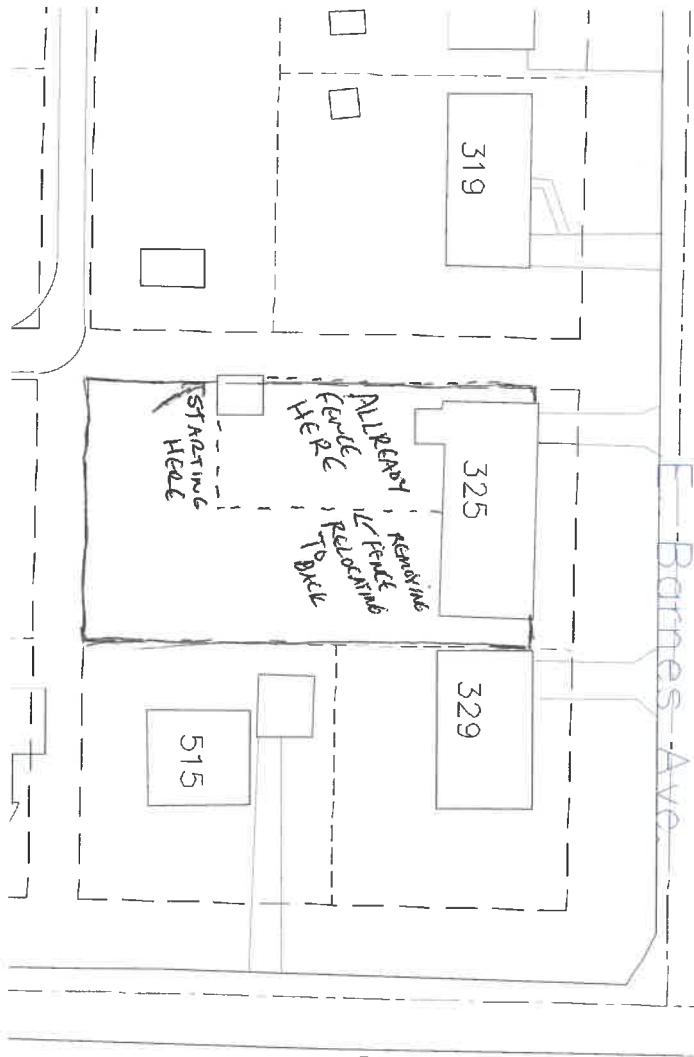 319
E Barnes Ave.
ALLREADY
FENCE
HERE
325
STARTING
HERE
REMOVING
FENCE
RELOCATING
TO
BACK
329
515